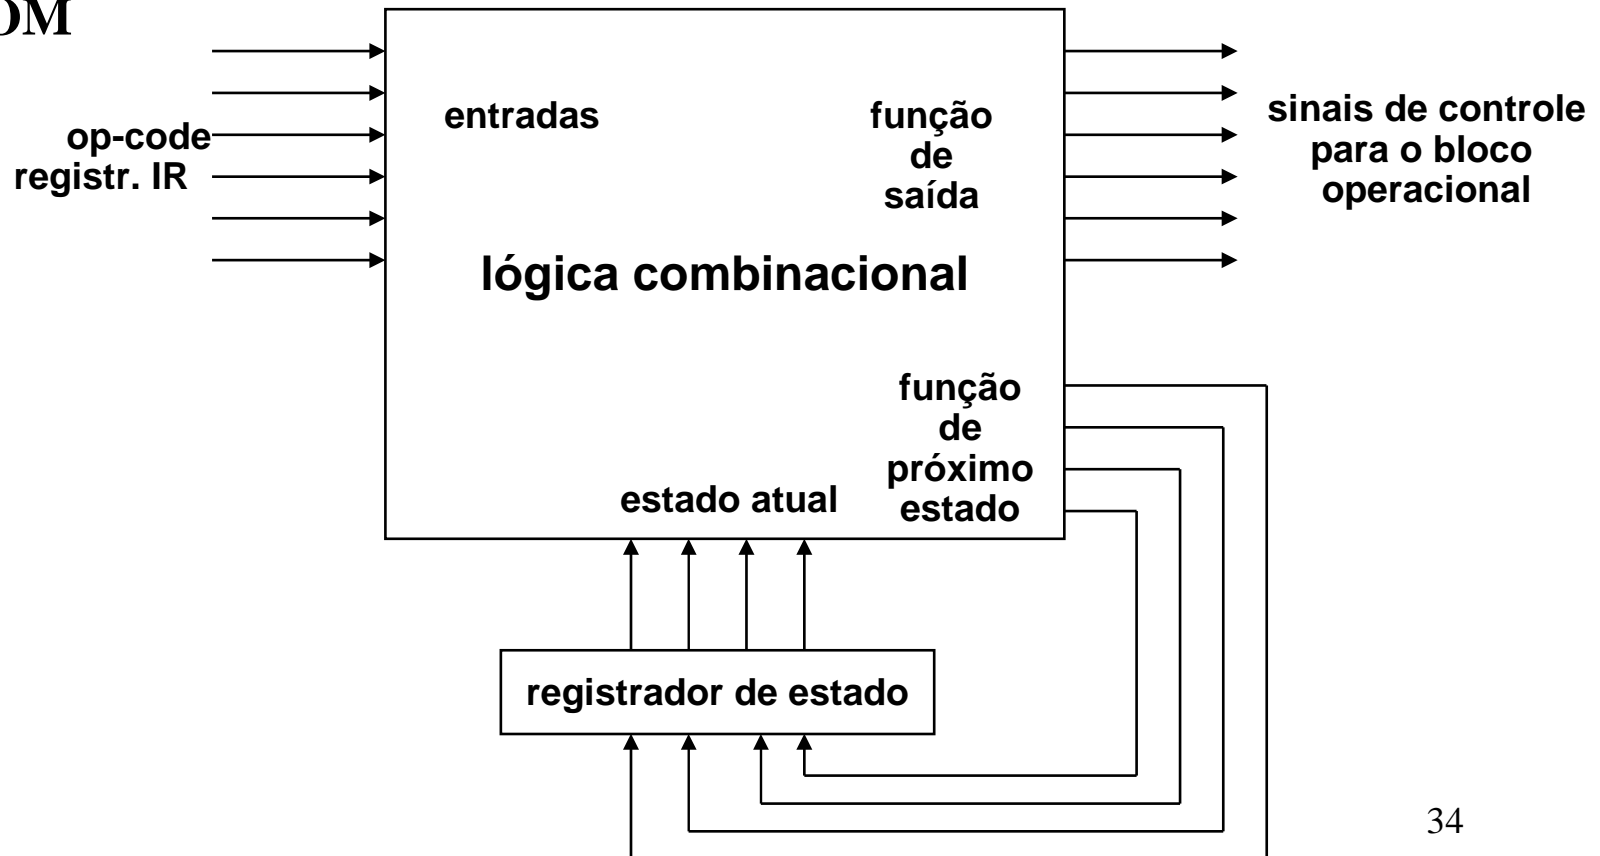 entradas
op-code
registr. IR
função
de
saída
sinais de controle
para o bloco
operacional
lógica combinacional
função
de
próximo
estado
estado atual
registrador de estado
34